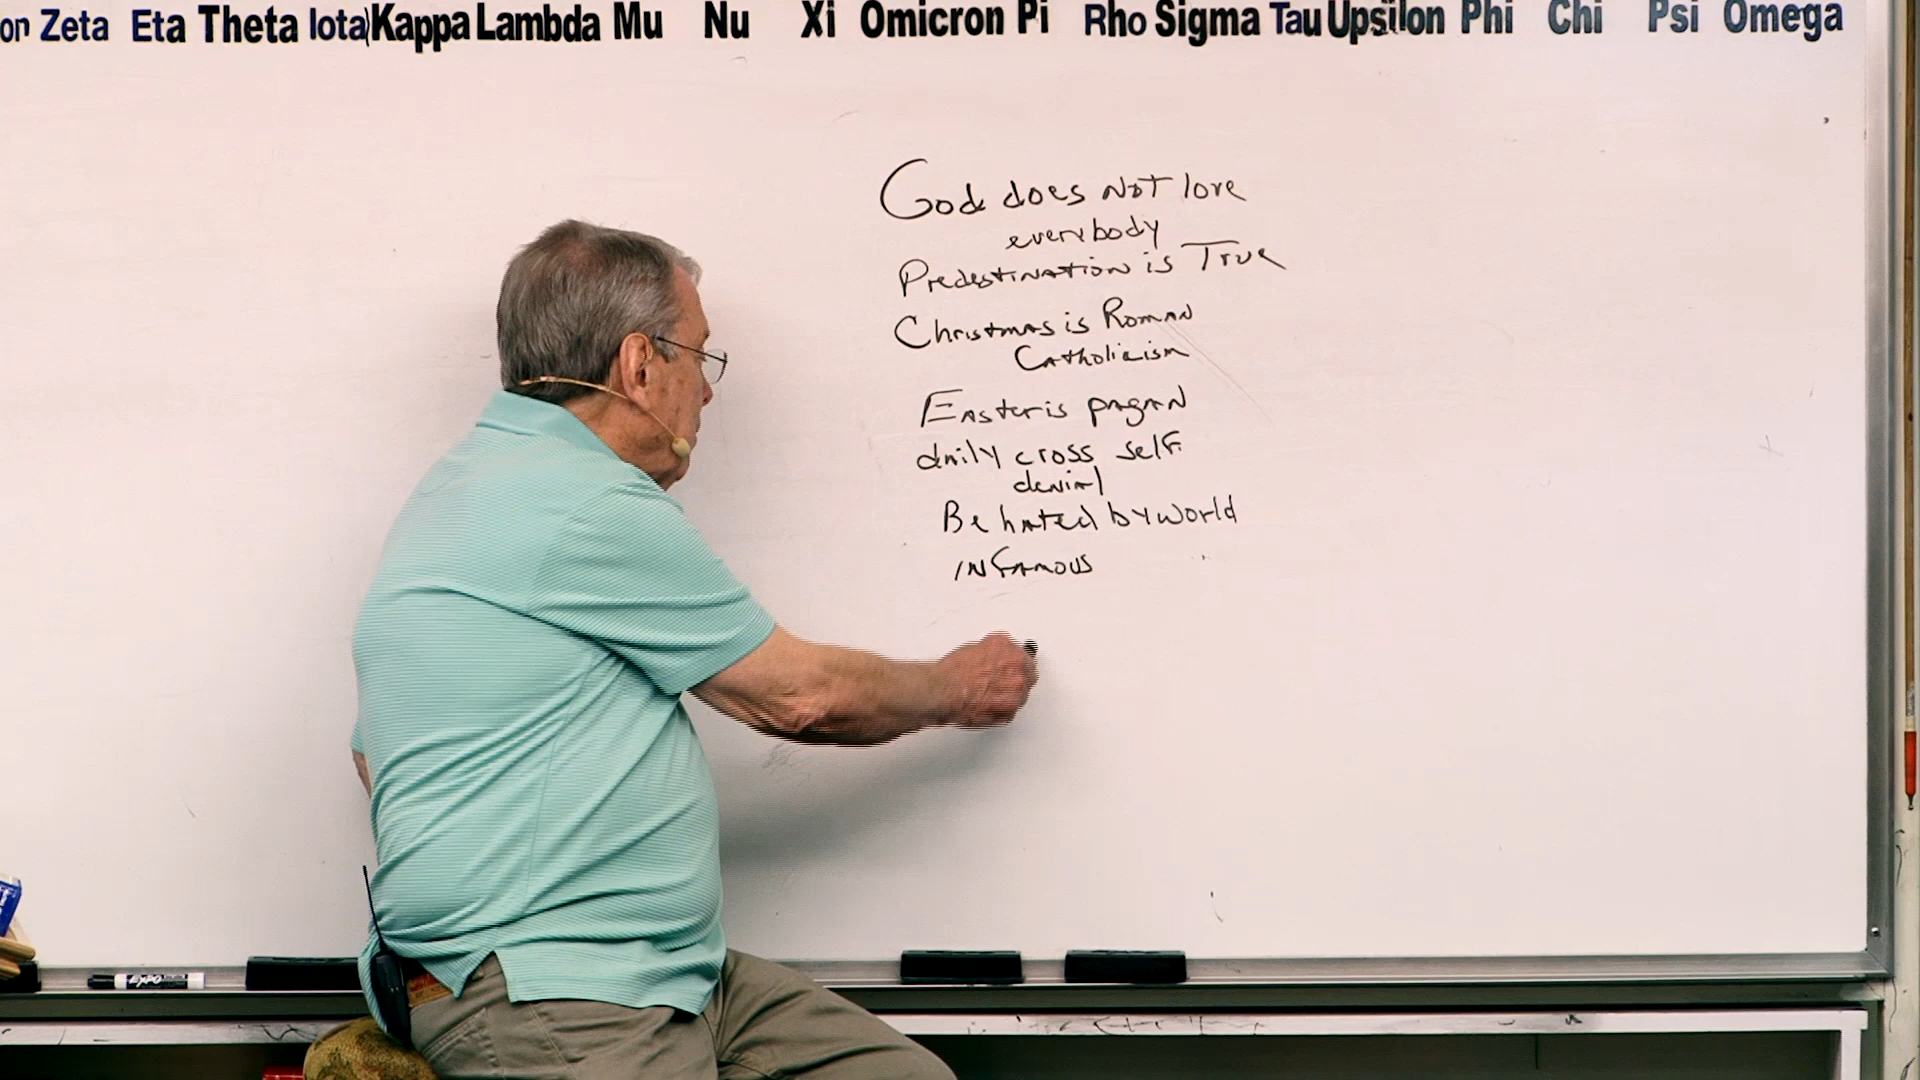 on Zeta Eta Theta Iota Kappa Lambda Mu Nu Xi Omicron Pi Rho Sigma Tau Upsilon Phi Chi Psi Omega
God does Not love
everybody
Predestination is True
Christmas is Roman
Catholicism
Easter is pagan
daily cross self
denial
Be hated by world
infamous
EXPO